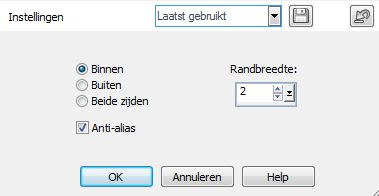 Instellingen Laatst gebruikt
Binnen Randbreedte:
Buiten 2
Beide zijden
Anti-alias
OK Annuleren Help